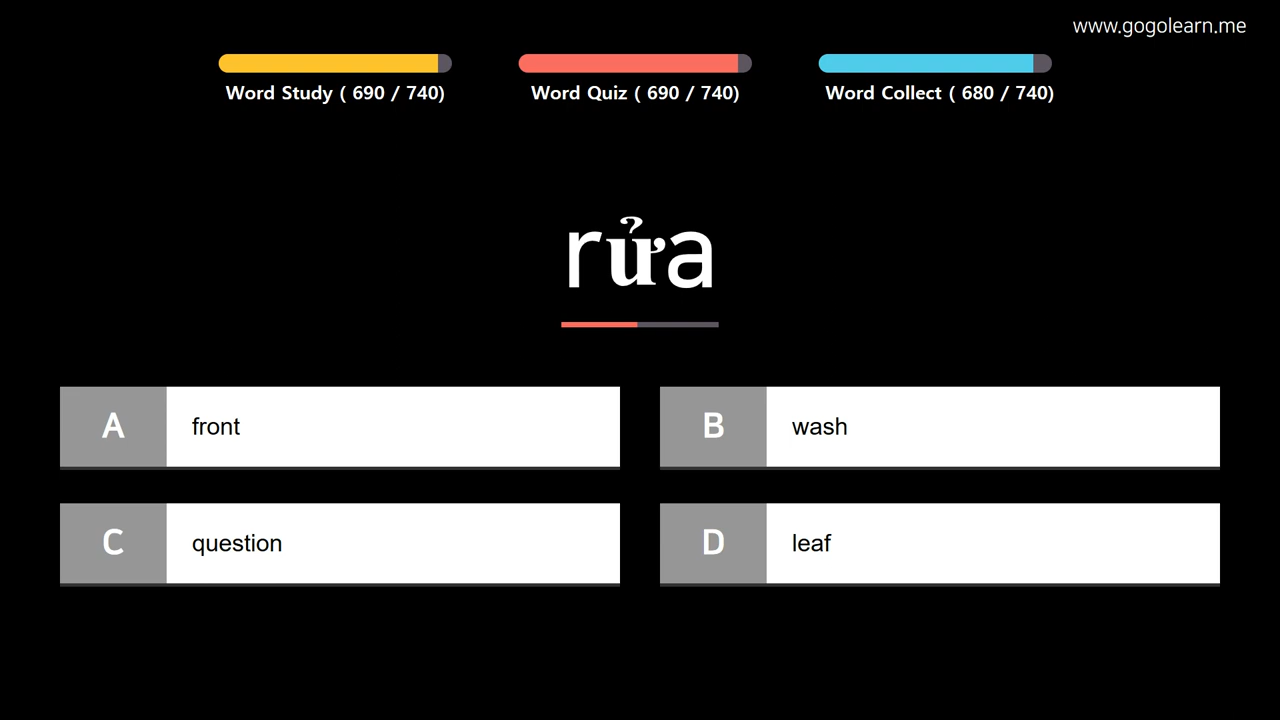 www.gogolearn.me
Word Study ( 690 / 740)
Word Quiz ( 690 / 740)
Word Collect ( 680 / 740)
rửa
A front
B wash
C question
D leaf